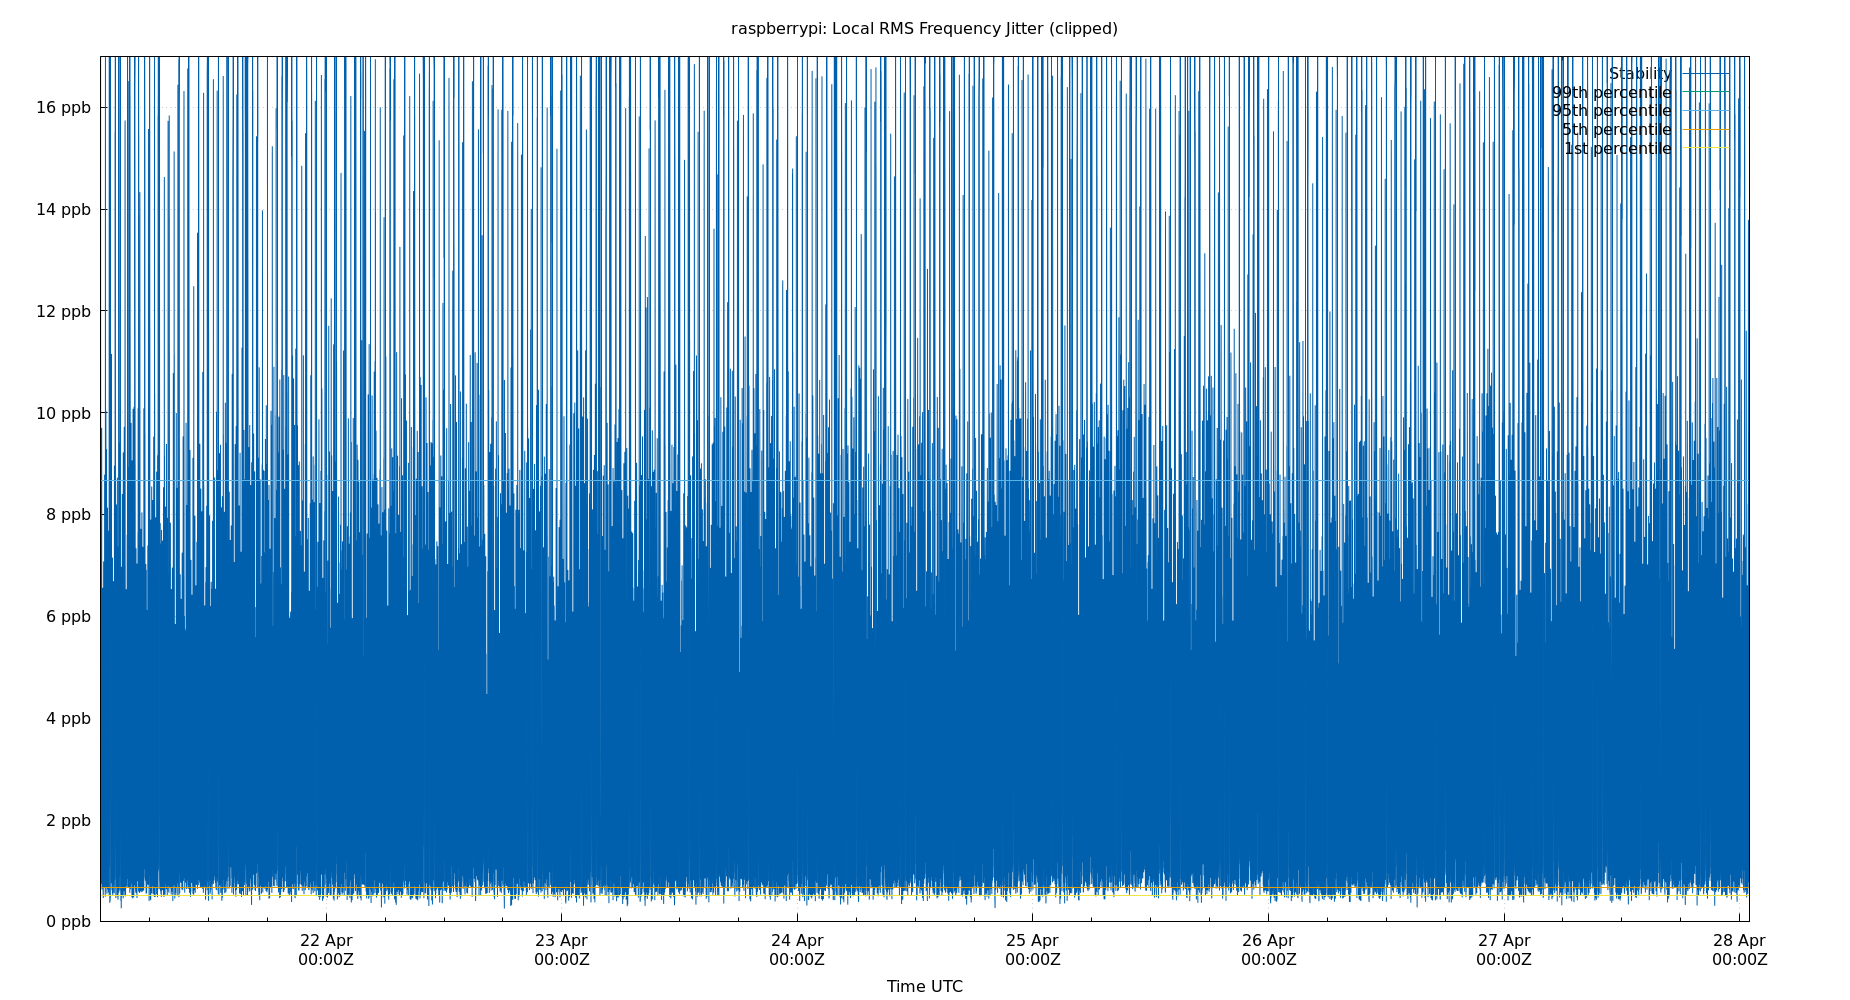 raspberrypi: Local RMS Frequency Jitter (clipped)
Stability
99th percentile
95th percentile
5th percentile
1st percentile
16 ppb
14 ppb
12 ppb
10 ppb
8 ppb
6 ppb
4 ppb
2 ppb
0 ppb
22 Apr 23 Apr 24 Apr 25 Apr 26 Apr 27 Apr 28 Apr
00:00Z 00:00Z 00:00Z 00:00Z 00:00Z 00:00Z 00:00Z
Time UTC